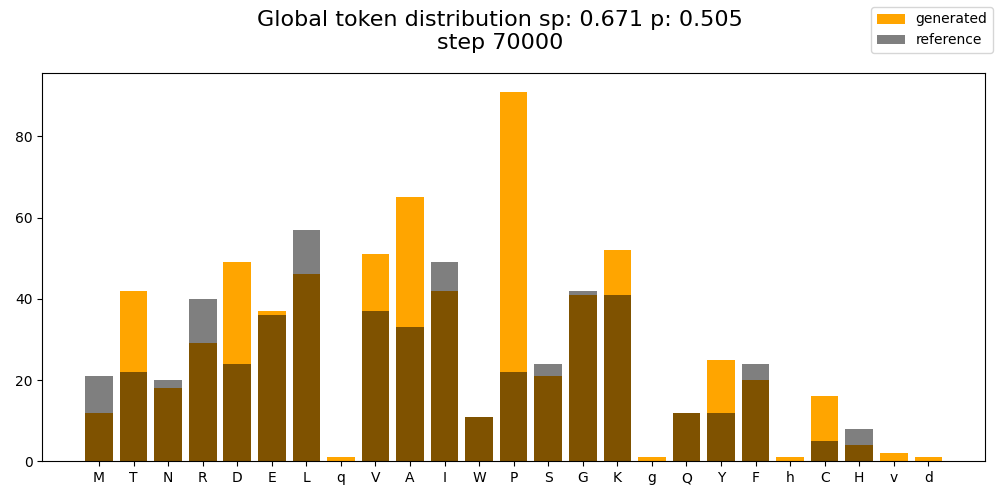 Global token distribution sp: 0.671 p: 0.505
step 70000
generated
reference
80
60
40
20
0
M T N R D E L q V A I W P S G K g Q Y F h C H v d